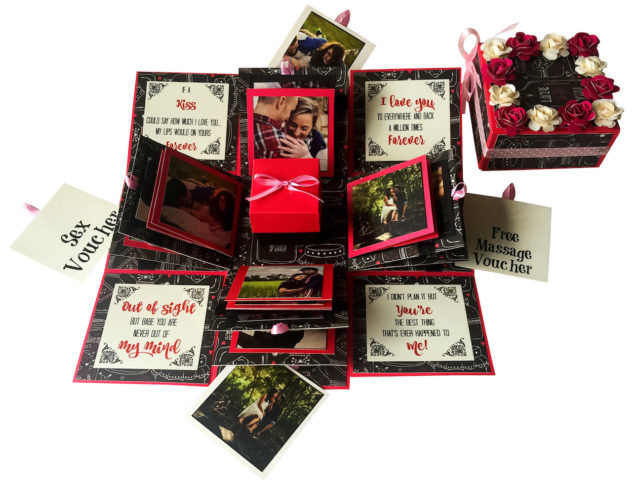 IF A
Kiss
COULD SAY HOW MUCH I LOVE YOU...
MY LIPS WOULD ON YOURS
Forever
I love you
TO EVERYWHERE AND BACK
A MILLION TIMES
Forever
Sex
Voucher
Free
Massage
Voucher
Out of sight
BUT BABE YOU ARE
NEVER OUT OF
My mind
I DIDN'T PLAN IT BUT
You're
THE BEST THING
THAT'S EVER HAPPENED TO
me!